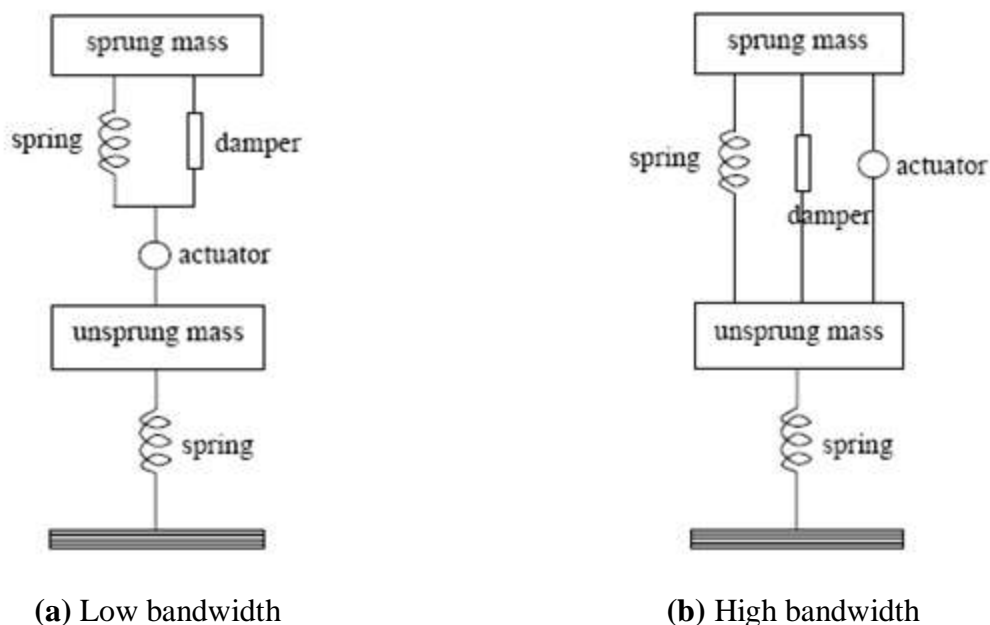 sprung mass
spring
damper
actuator
unsprung mass
spring
(a) Low bandwidth
sprung mass
spring
damper
actuator
unsprung mass
spring
(b) High bandwidth